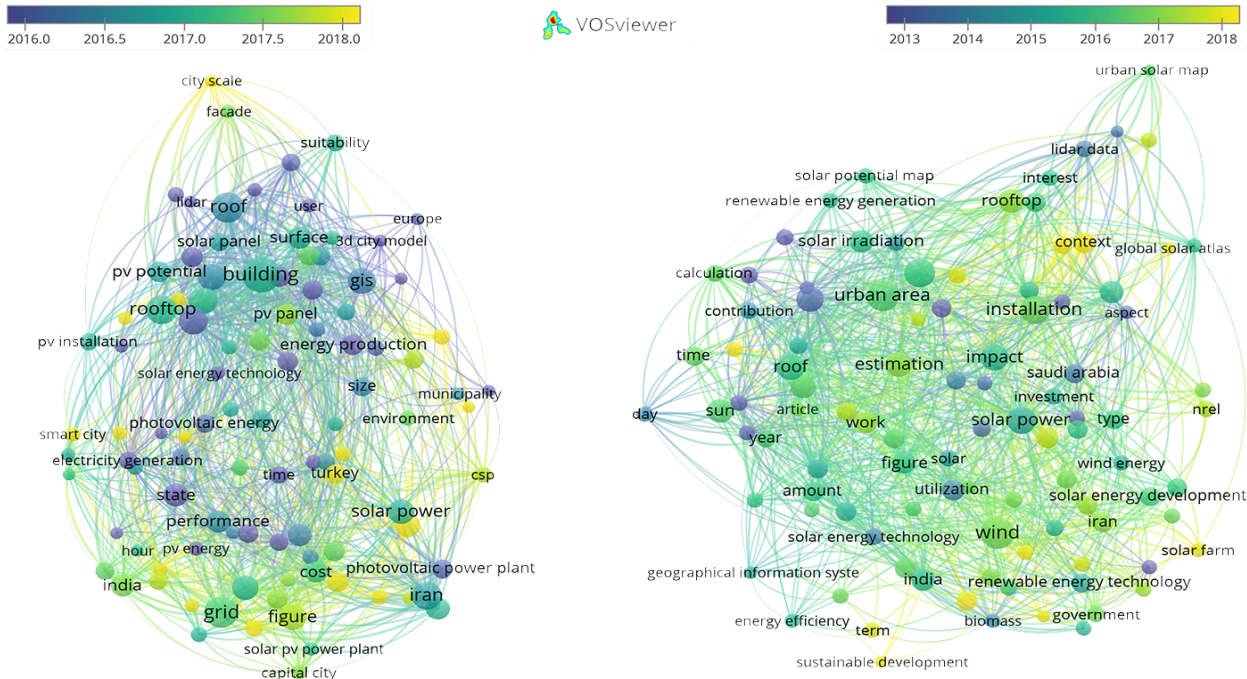 2016.0 2016.5 2017.0 2017.5 2018.0
VOSviewer
2013 2014 2015 2016 2017 2018
city scale
facade
suitability
lidar
roof
user
europe
solar panel
surface
3d city model
pv potential
building
gis
rooftop
pv panel
pv installation
energy production
solar energy technology
size
municipality
photovoltaic energy
environment
smart city
electricity generation
time
turkey
csp
state
solar power
performance
hour
pv energy
cost
photovoltaic power plant
india
iran
grid
figure
solar pv power plant
capital city
urban solar map
lidar data
solar potential map
interest
renewable energy generation
rooftop
solar irradiation
context
global solar atlas
calculation
urban area
contribution
installation
aspect
time
roof
estimation
impact
saudi arabia
day
sun
article
investment
nrel
work
solar power
type
year
figure
solar
wind energy
amount
utilization
solar energy development
solar energy technology
wind
iran
solar farm
geographical information syste
india
renewable energy technology
energy efficiency
term
biomass
government
sustainable development